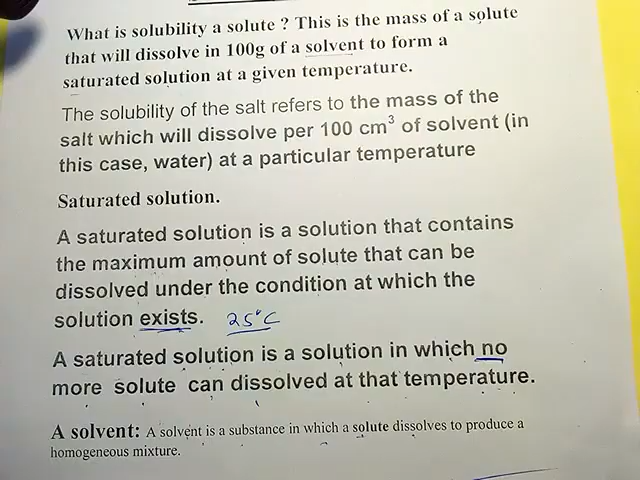 What is solubility a solute ? This is the mass of a solute
that will dissolve in 100g of a solvent to form a
saturated solution at a given temperature.
The solubility of the salt refers to the mass of the
salt which will dissolve per 100 cm³ of solvent (in
this case, water) at a particular temperature
Saturated solution.
A saturated solution is a solution that contains
the maximum amount of solute that can be
dissolved under the condition at which the
solution exists. 25°C
A saturated solution is a solution in which no
more solute can dissolved at that temperature.
A solvent: A solvent is a substance in which a solute dissolves to produce a
homogeneous mixture.